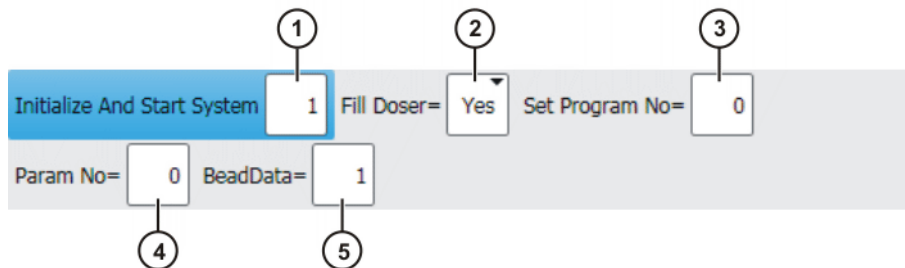 1 2 3
Initialize And Start System 1 Fill Doser= Yes Set Program No= 0
Param No= 0 BeadData= 1
4 5